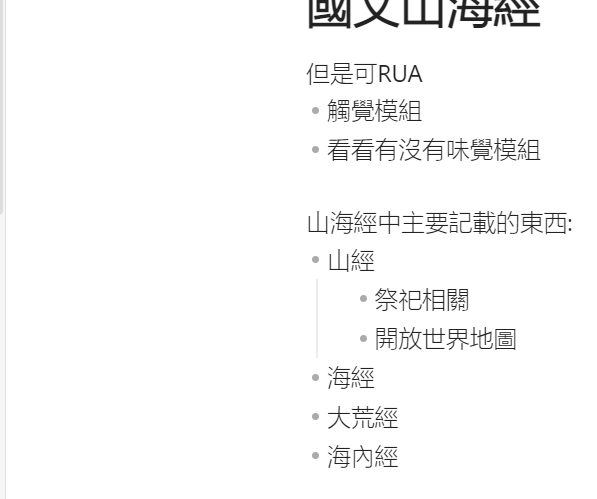 國文山海經
但是可RUA
觸覺模組
看看有沒有味覺模組
山海經中主要記載的東西:
山經
祭祀相關
開放世界地圖
海經
大荒經
海內經